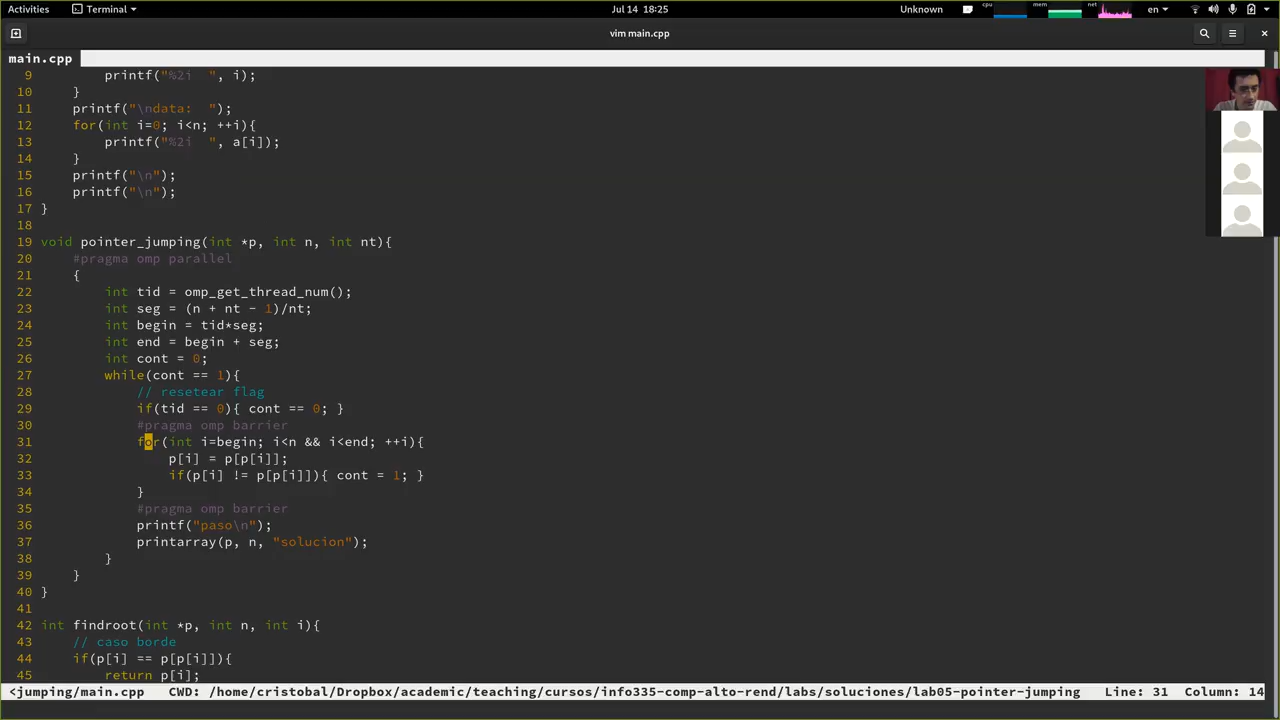 Activities Terminal Jul 14 18:25 Unknown cpu mem net en
vim main.cpp
main.cpp
9         printf("%2i  ", i);
10     }
11     printf("\ndata:  ");
12     for(int i=0; i<n; ++i){
13         printf("%2i  ", a[i]);
14     }
15     printf("\n");
16     printf("\n");
17 }
18
19 void pointer_jumping(int *p, int n, int nt){
20     #pragma omp parallel
21     {
22         int tid = omp_get_thread_num();
23         int seg = (n + nt - 1)/nt;
24         int begin = tid*seg;
25         int end = begin + seg;
26         int cont = 0;
27         while(cont == 1){
28             // resetear flag
29             if(tid == 0){ cont == 0; }
30             #pragma omp barrier
31             for(int i=begin; i<n && i<end; ++i){
32                 p[i] = p[p[i]];
33                 if(p[i] != p[p[i]]){ cont = 1; }
34             }
35             #pragma omp barrier
36             printf("paso\n");
37             printarray(p, n, "solucion");
38         }
39     }
40 }
41
42 int findroot(int *p, int n, int i){
43     // caso borde
44     if(p[i] == p[p[i]]){
45         return p[i];
<jumping/main.cpp   CWD: /home/cristobal/Dropbox/academic/teaching/cursos/info335-comp-alto-rend/labs/soluciones/lab05-pointer-jumping   Line: 31  Column: 14